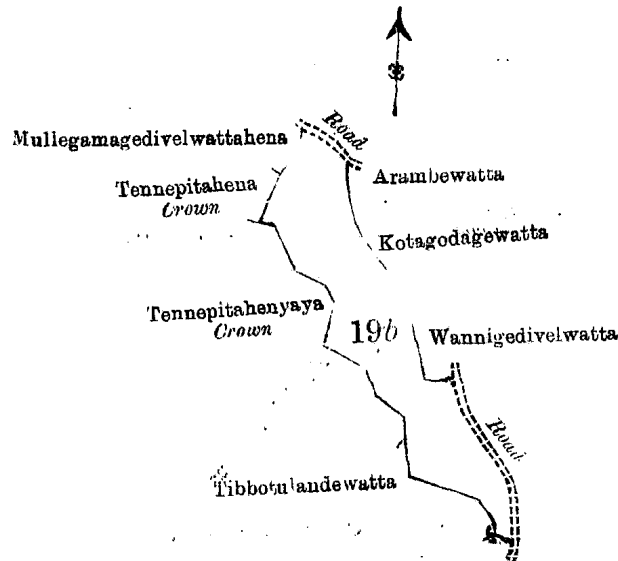 Road
Mullegamagedivelwattahena
Arambewatta
Tennepitahena
Crown
Kotagodagewatta
Tennepitahenyaya
Crown
19b
Wannigedivelwatta
Road
Tibbotulandewatta